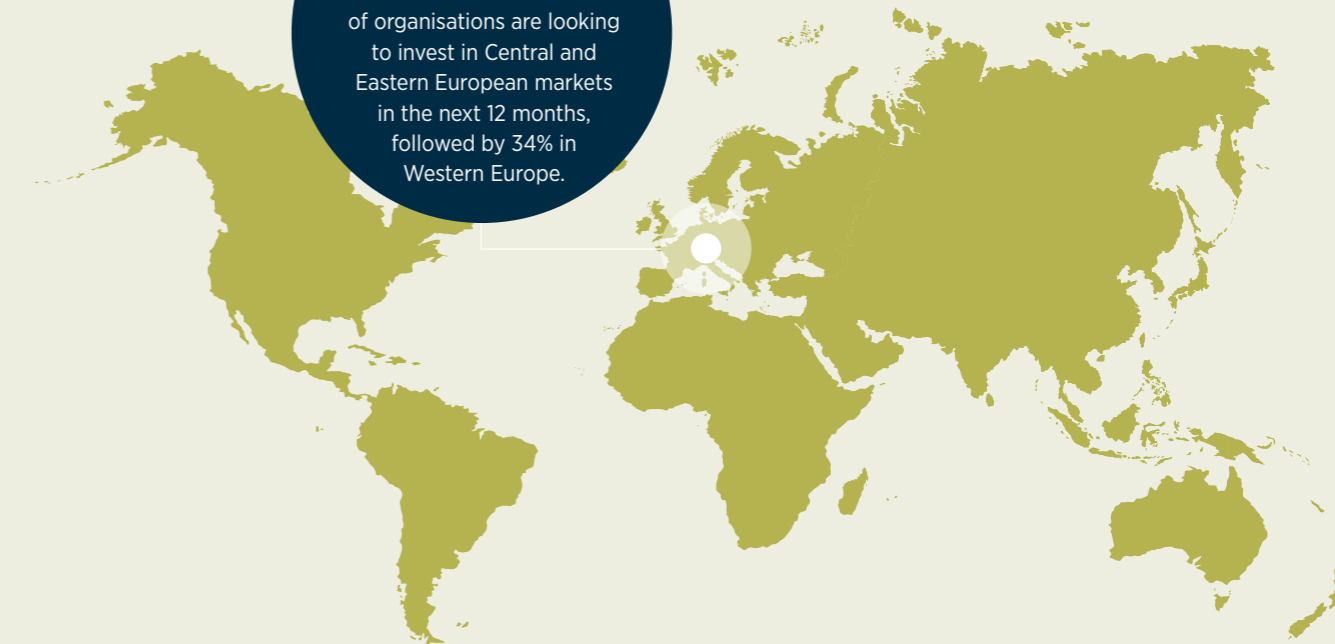 of organisations are looking
to invest in Central and
Eastern European markets
in the next 12 months,
followed by 34% in
Western Europe.